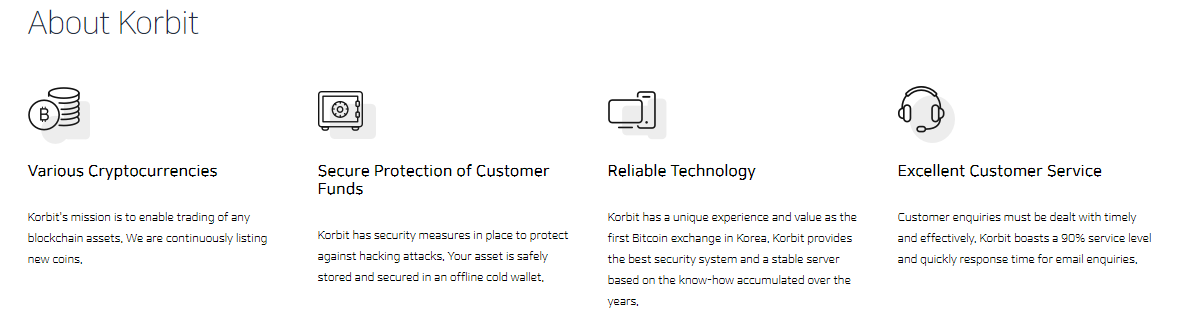 About Korbit
Various Cryptocurrencies
Korbit's mission is to enable trading of any
blockchain assets. We are continuously listing
new coins.
Secure Protection of Customer
Funds
Korbit has security measures in place to protect
against hacking attacks. Your asset is safely
stored and secured in an offline cold wallet.
Reliable Technology
Korbit has a unique experience and value as the
first Bitcoin exchange in Korea. Korbit provides
the best security system and a stable server
based on the know-how accumulated over the
years.
Excellent Customer Service
Customer enquiries must be dealt with timely
and effectively. Korbit boasts a 90% service level
and quickly response time for email enquiries.